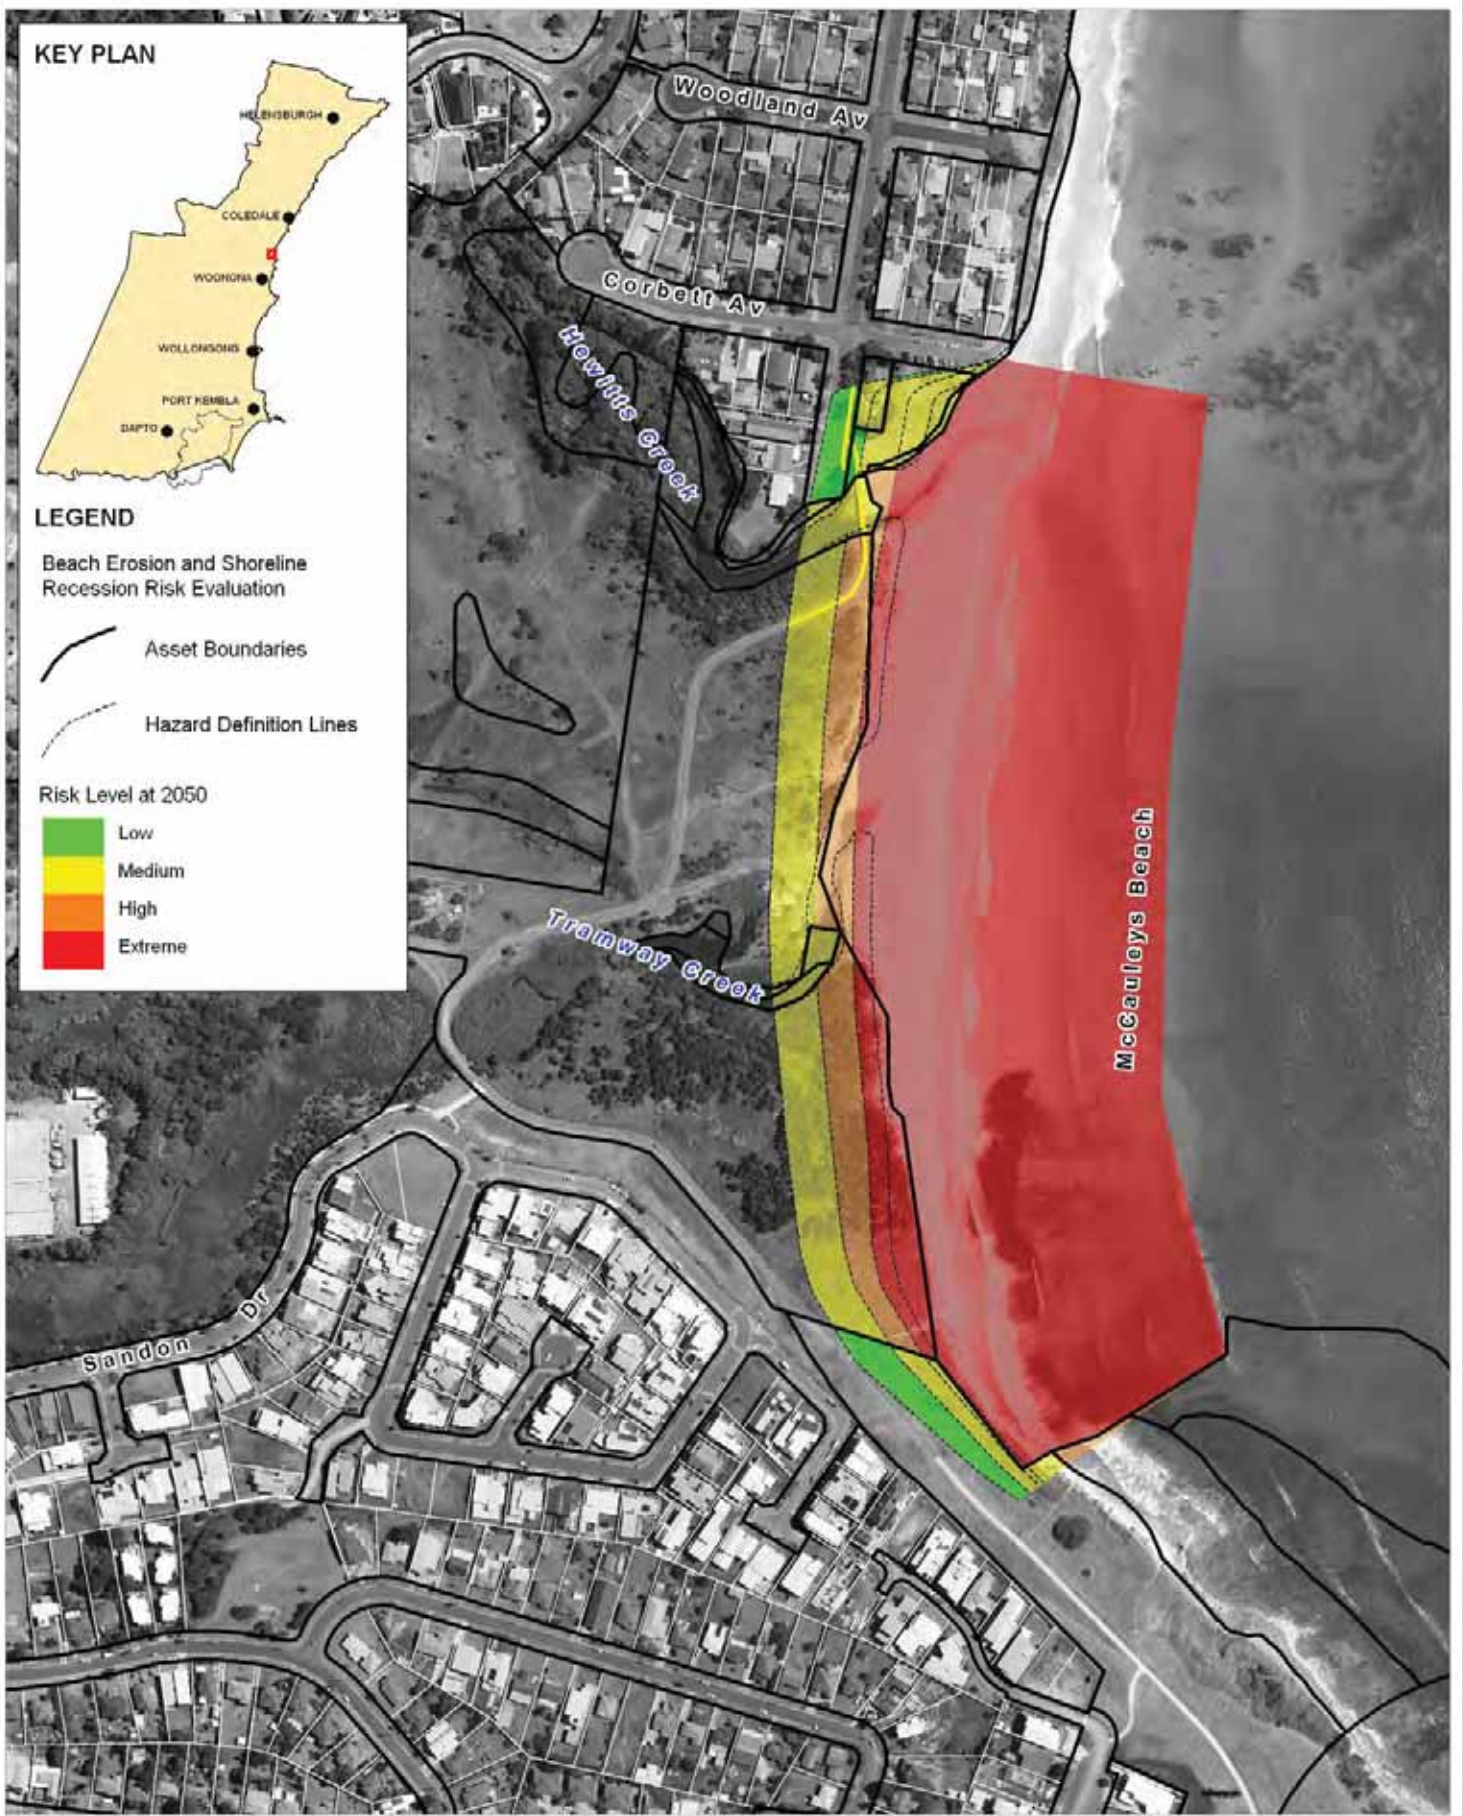 KEY PLAN
HELENSBURGH
COLEDALE
WOONONA
WOLLONGONG
PORT KEMBLA
DAPTO
LEGEND
Beach Erosion and Shoreline
Recession Risk Evaluation
Asset Boundaries
Hazard Definition Lines
Risk Level at 2050
Low
Medium
High
Extreme
Woodland Av
Corbett Av
Hewitts Creek
Tramway Creek
McCauleys Beach
Sandon Dr